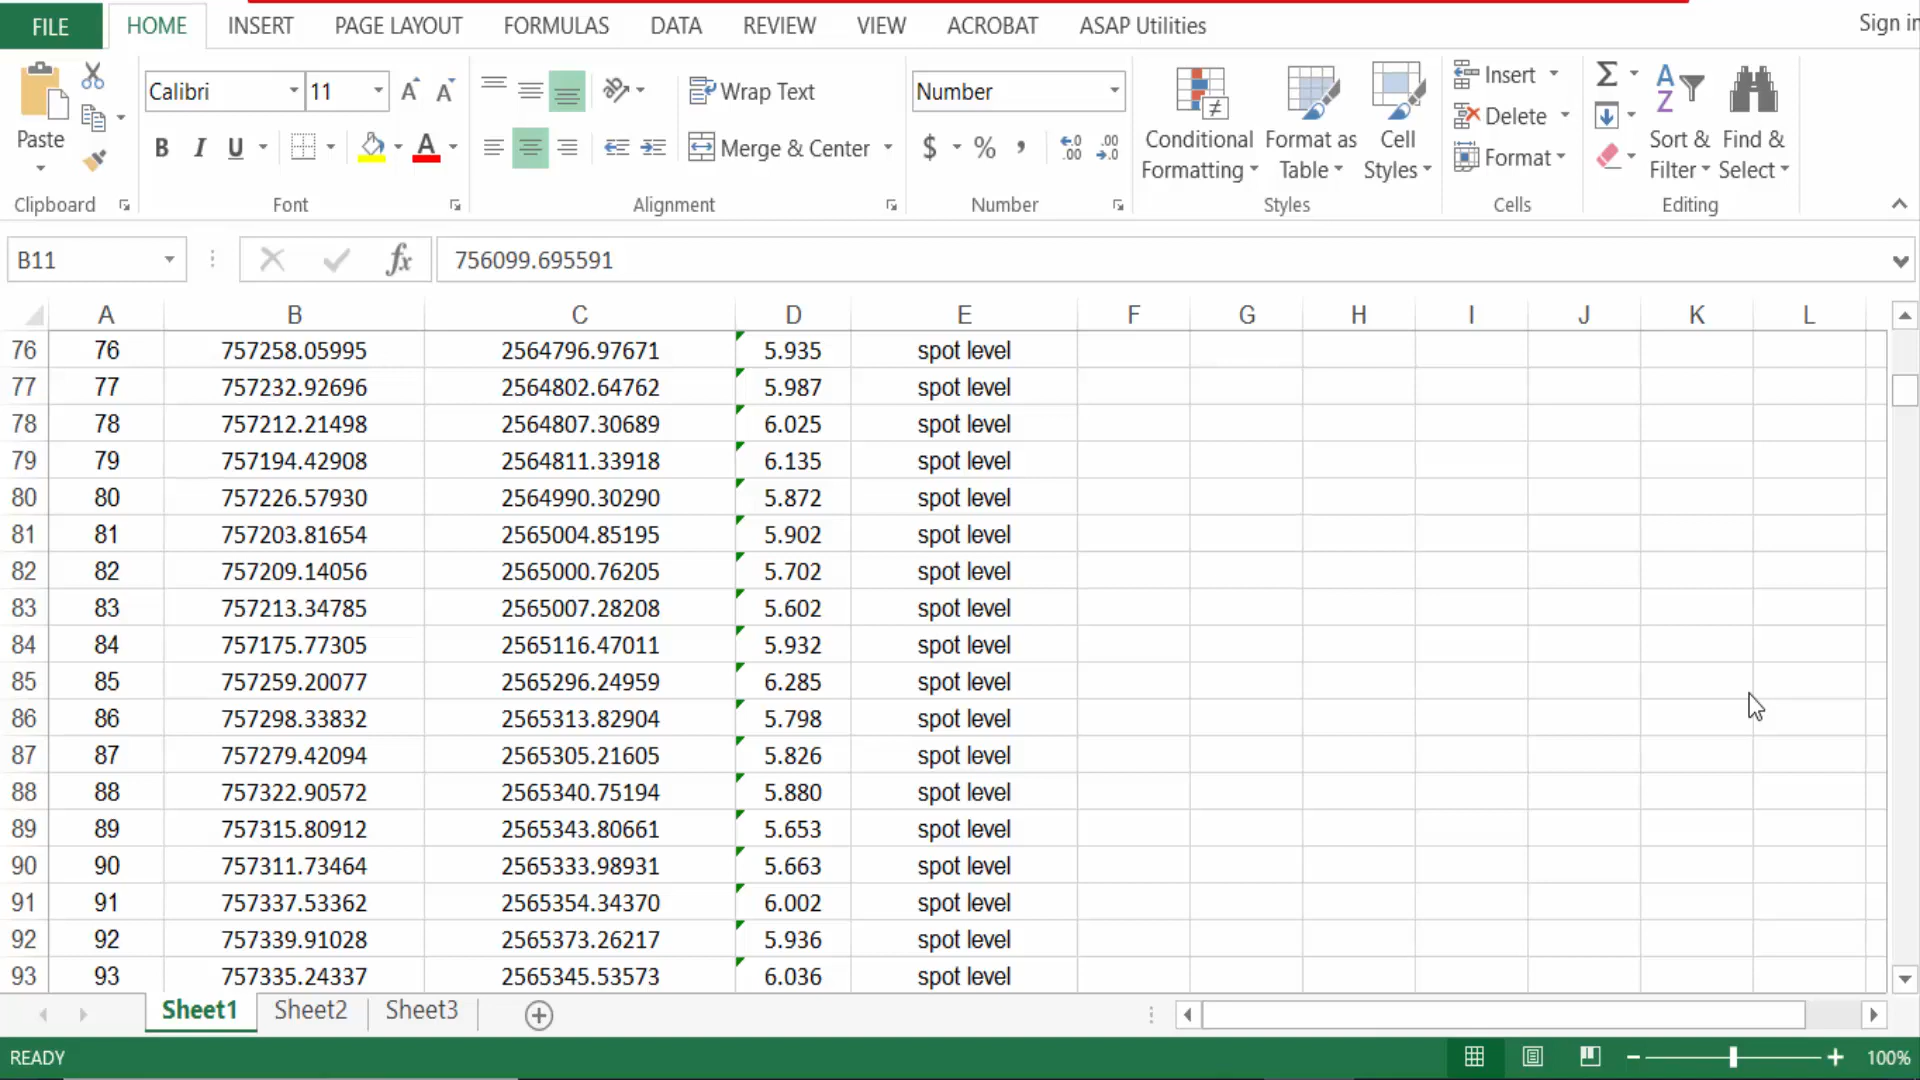 FILE HOME INSERT PAGE LAYOUT FORMULAS DATA REVIEW VIEW ACROBAT ASAP Utilities Sign in
Paste
Clipboard
Calibri 11 A A
B I U A
Font
Wrap Text
Merge & Center
Alignment
Number
$ % , .0 .00 .00 .0
Number
Conditional Formatting
Format as Table
Cell Styles
Styles
Insert
Delete
Format
Cells
Σ
A Z
Sort & Filter
Find & Select
Editing
B11 fx 756099.695591
A B C D E F G H I J K L
76 76 757258.05995 2564796.97671 5.935 spot level
77 77 757232.92696 2564802.64762 5.987 spot level
78 78 757212.21498 2564807.30689 6.025 spot level
79 79 757194.42908 2564811.33918 6.135 spot level
80 80 757226.57930 2564990.30290 5.872 spot level
81 81 757203.81654 2565004.85195 5.902 spot level
82 82 757209.14056 2565000.76205 5.702 spot level
83 83 757213.34785 2565007.28208 5.602 spot level
84 84 757175.77305 2565116.47011 5.932 spot level
85 85 757259.20077 2565296.24959 6.285 spot level
86 86 757298.33832 2565313.82904 5.798 spot level
87 87 757279.42094 2565305.21605 5.826 spot level
88 88 757322.90572 2565340.75194 5.880 spot level
89 89 757315.80912 2565343.80661 5.653 spot level
90 90 757311.73464 2565333.98931 5.663 spot level
91 91 757337.53362 2565354.34370 6.002 spot level
92 92 757339.91028 2565373.26217 5.936 spot level
93 93 757335.24337 2565345.53573 6.036 spot level
Sheet1 Sheet2 Sheet3
READY 100%